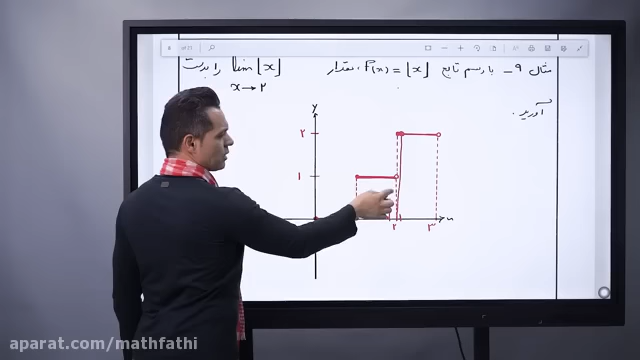 مثال ۹ - با رسم تابع f(x) = [x] ، مقدار lim [x] را بدست
x→۲
آورید.
y
۲
۱
۲ ۳ x
aparat.com/mathfathi